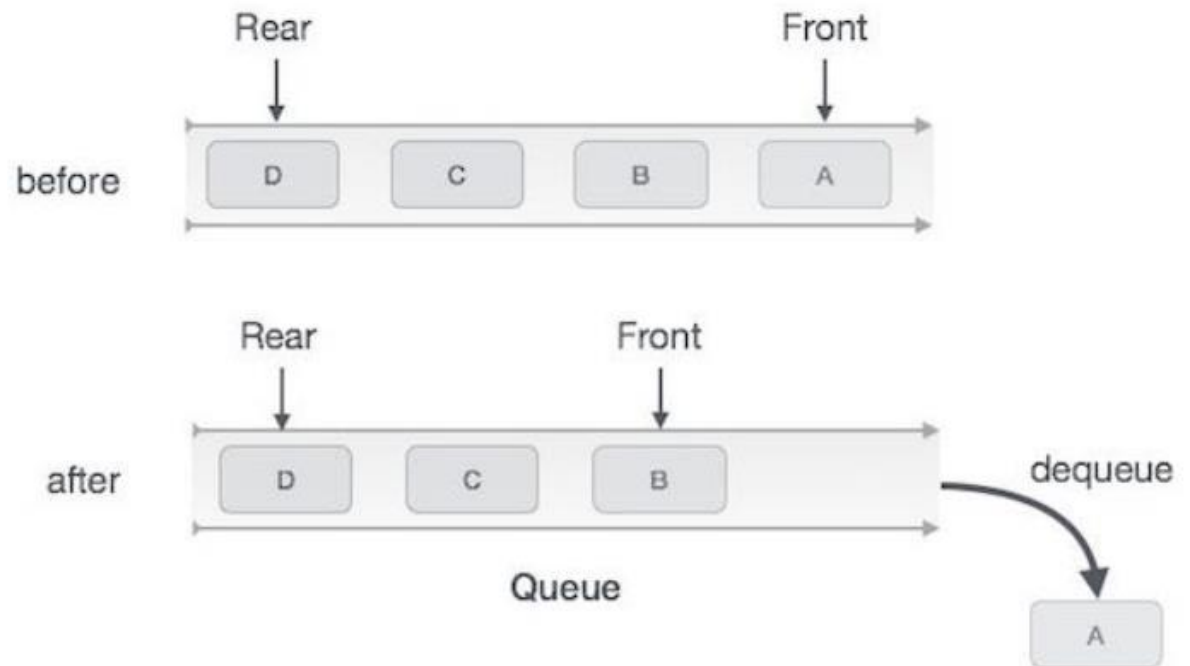 Rear Front
before D C B A
Rear Front
after D C B
dequeue
Queue
A